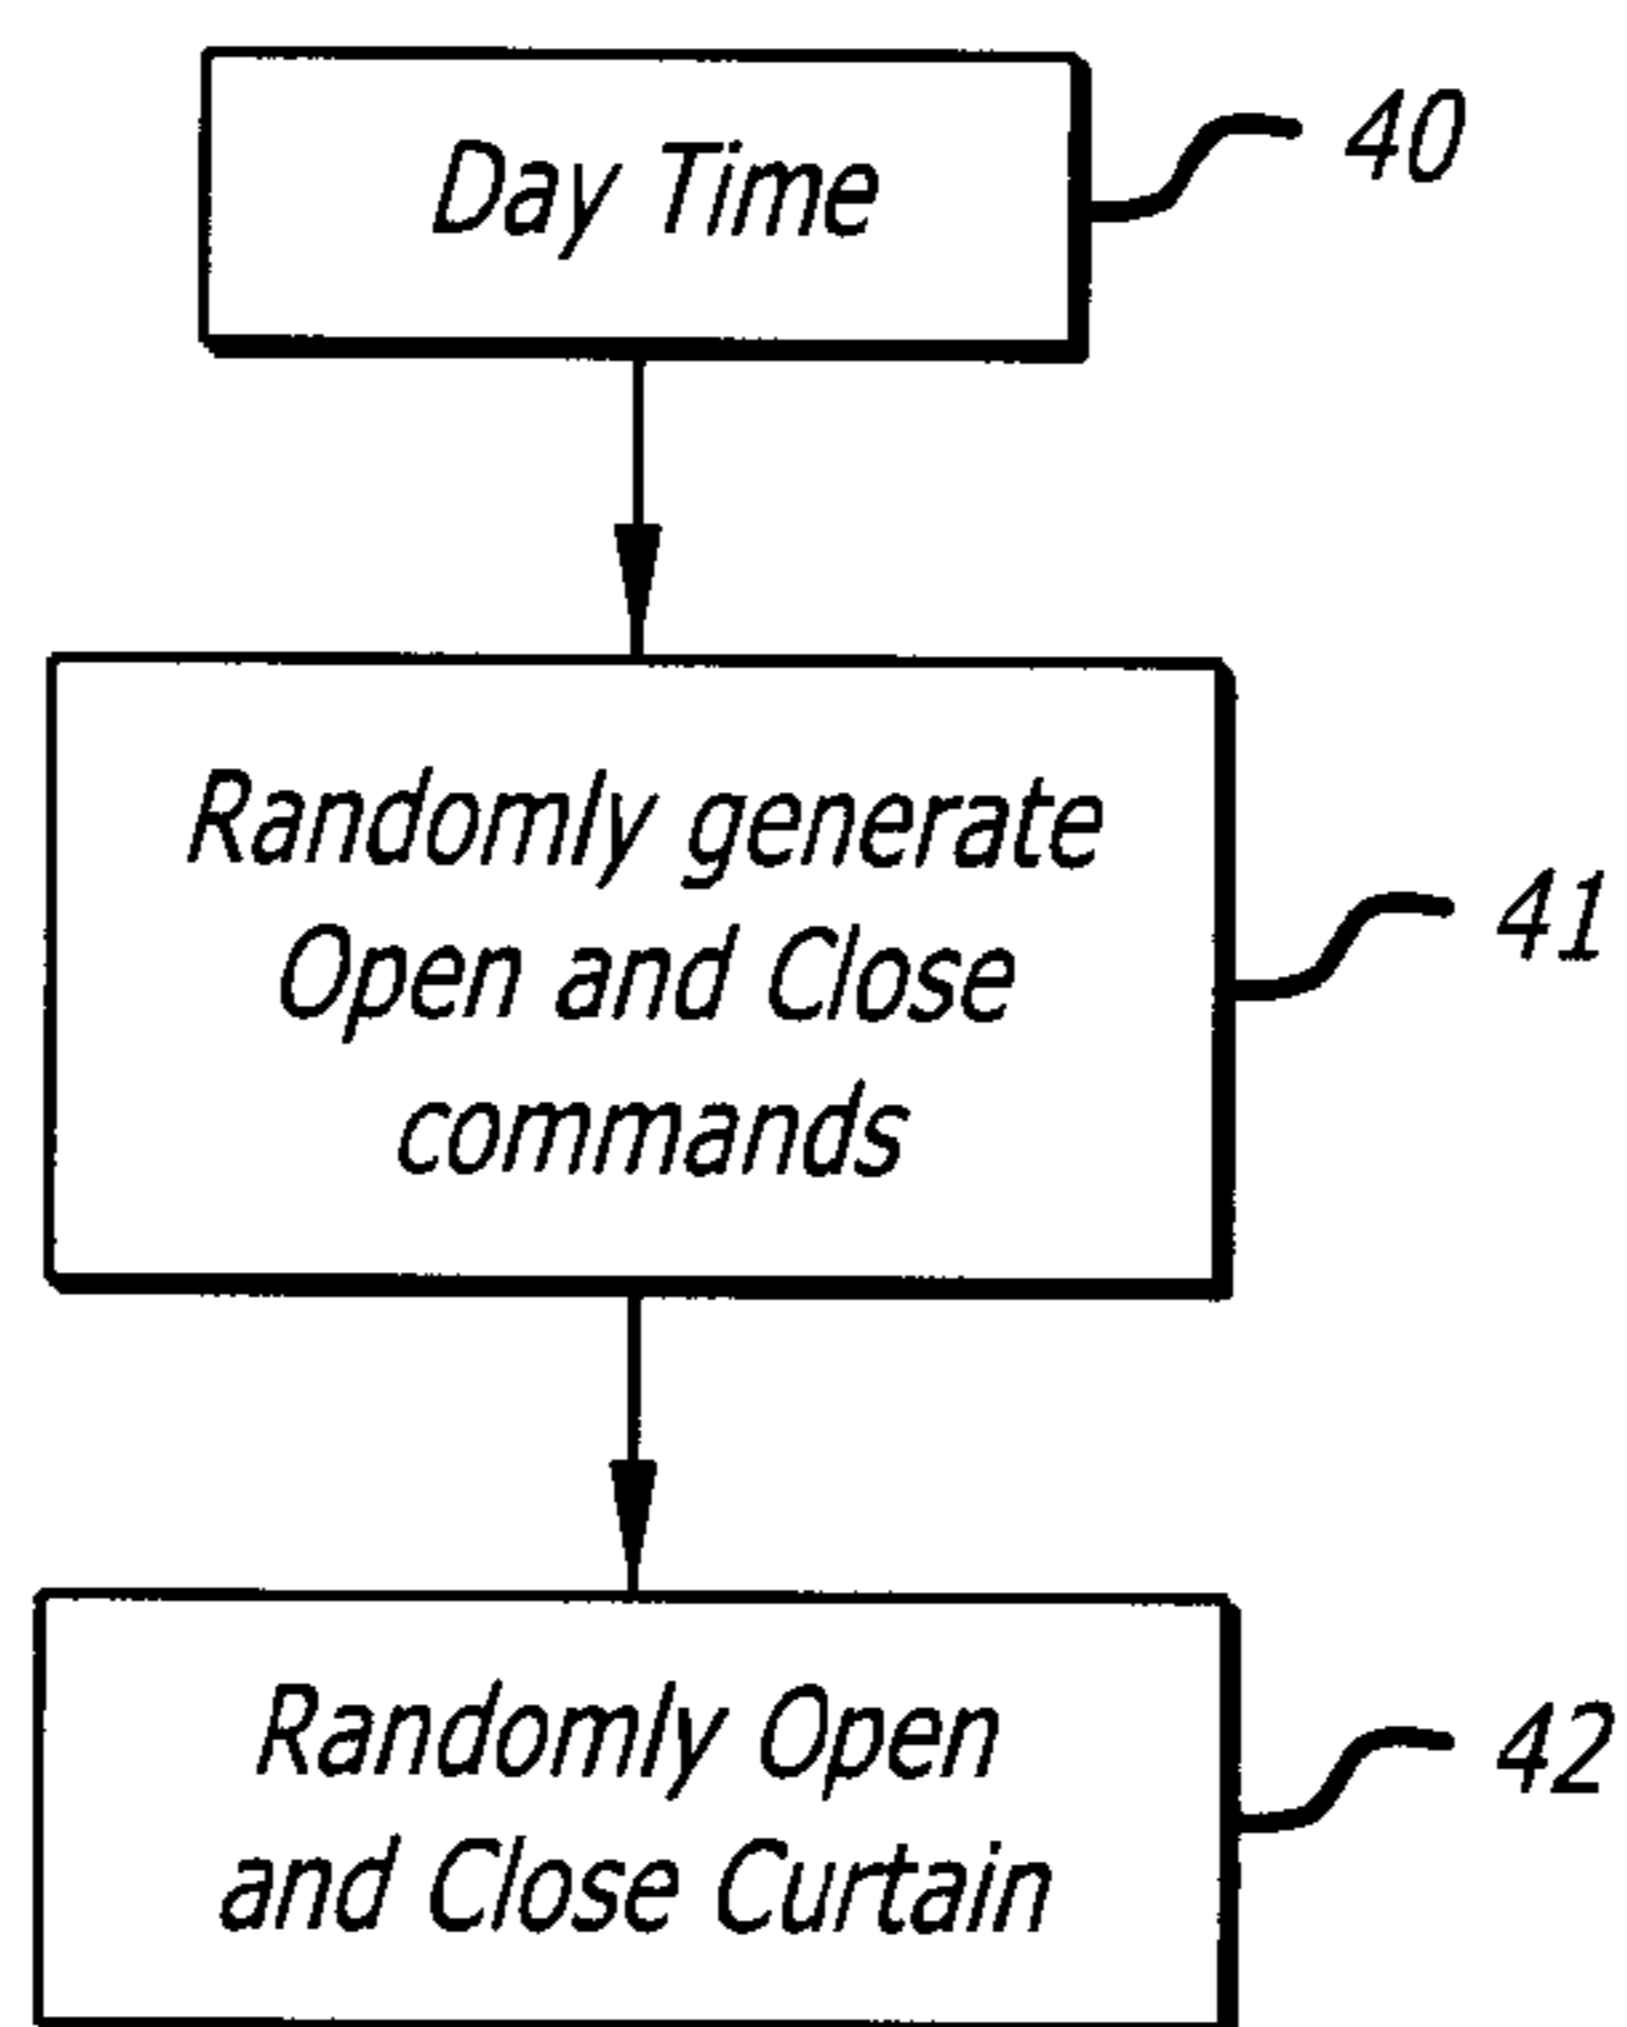 Day Time
40
Randomly generate
Open and Close
commands
41
Randomly Open
and Close Curtain
42